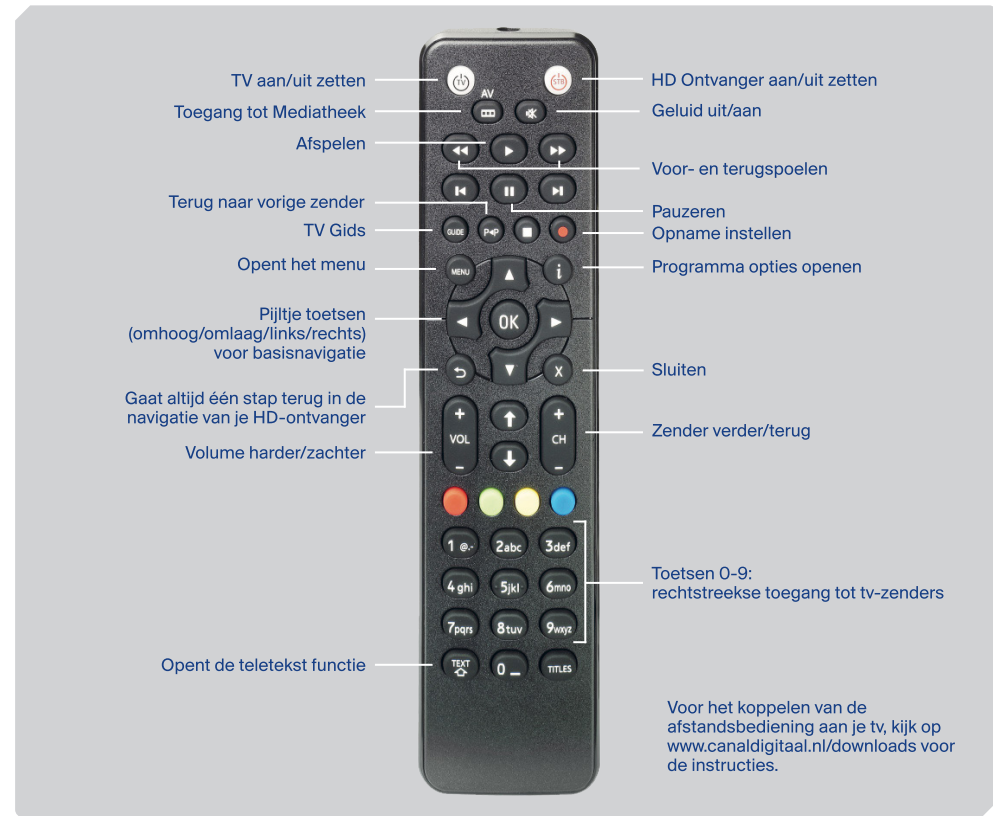 TV aan/uit zetten
Toegang tot Mediatheek
Afspelen
Terug naar vorige zender
TV Gids
Opent het menu
Pijltje toetsen
(omhoog/omlaag/links/rechts)
voor basisnavigatie
Gaat altijd één stap terug in de
navigatie van je HD-ontvanger
Volume harder/zachter
Opent de teletekst functie
TV
STB
AV
GUIDE
P◂P
MENU
i
OK
X
+
VOL
–
+
CH
–
1 @.-
2abc
3def
4 ghi
5jkl
6mno
7pqrs
8tuv
9wxyz
TEXT
0 _
TITLES
HD Ontvanger aan/uit zetten
Geluid uit/aan
Voor- en terugspoelen
Pauzeren
Opname instellen
Programma opties openen
Sluiten
Zender verder/terug
Toetsen 0-9:
rechtstreekse toegang tot tv-zenders
Voor het koppelen van de
afstandsbediening aan je tv, kijk op
www.canaldigitaal.nl/downloads voor
de instructies.